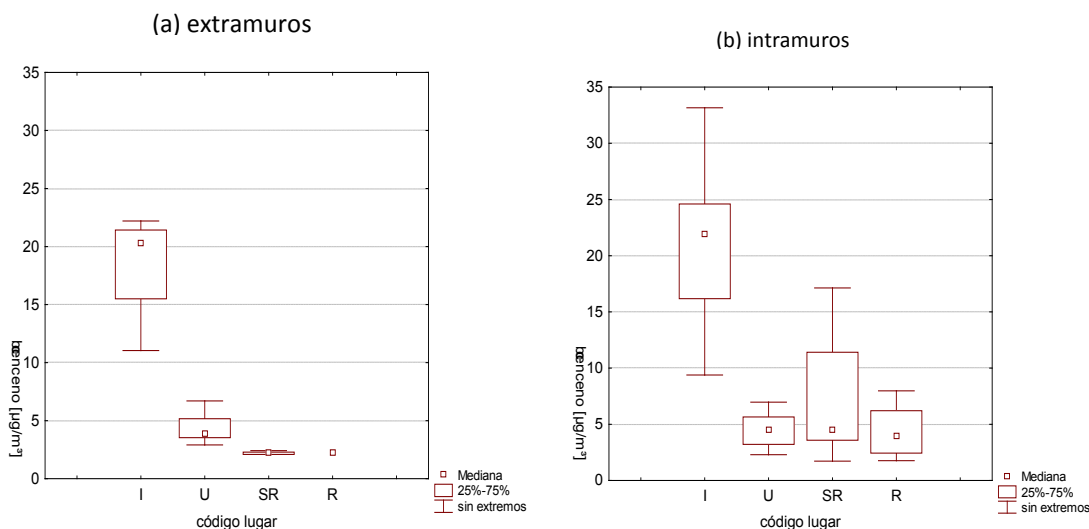 (a) extramuros
35
30
25
20
15
10
5
0
benceno [µg/m³]
I U SR R
código lugar
Mediana
25%-75%
sin extremos
(b) intramuros
35
30
25
20
15
10
5
0
benceno [µg/m³]
I U SR R
código lugar
Mediana
25%-75%
sin extremos